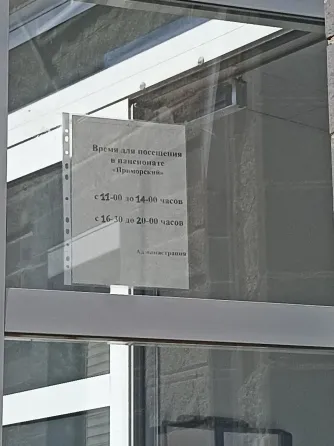 Время для посещения
в пансионате
«Приморский»
с 11-00 до 14-00 часов
с 16-30 до 20-00 часов
Администрация